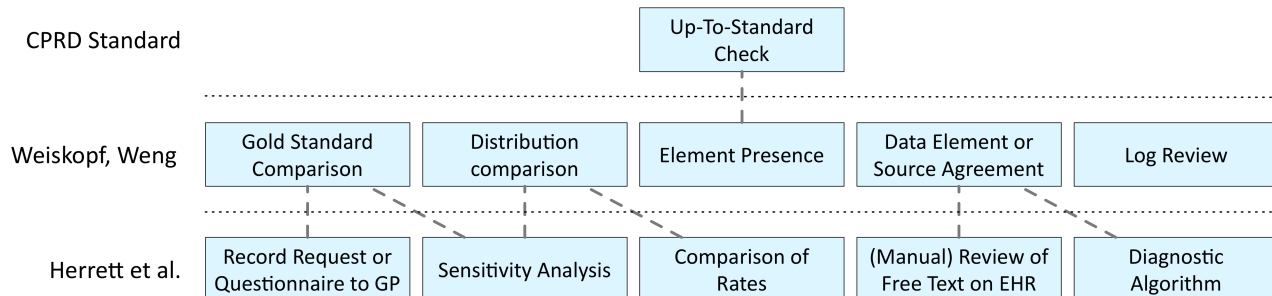 CPRD Standard
Up-To-Standard
Check
Weiskopf, Weng
Gold Standard
Comparison
Distribution
comparison
Element Presence
Data Element or
Source Agreement
Log Review
Herrett et al.
Record Request or
Questionnaire to GP
Sensitivity Analysis
Comparison of
Rates
(Manual) Review of
Free Text on EHR
Diagnostic
Algorithm